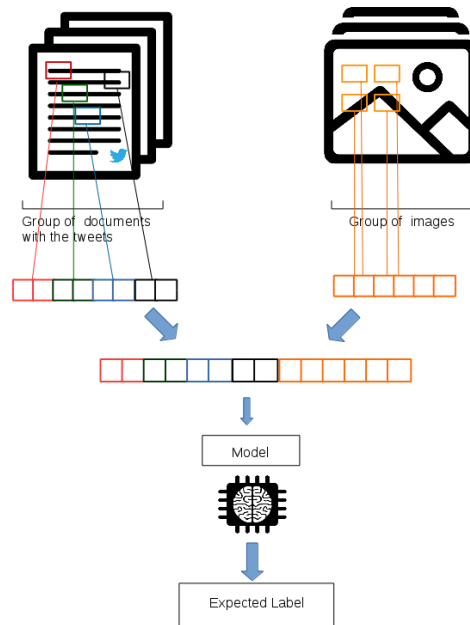 Group of documents
with the tweets
Group of images
Model
Expected Label